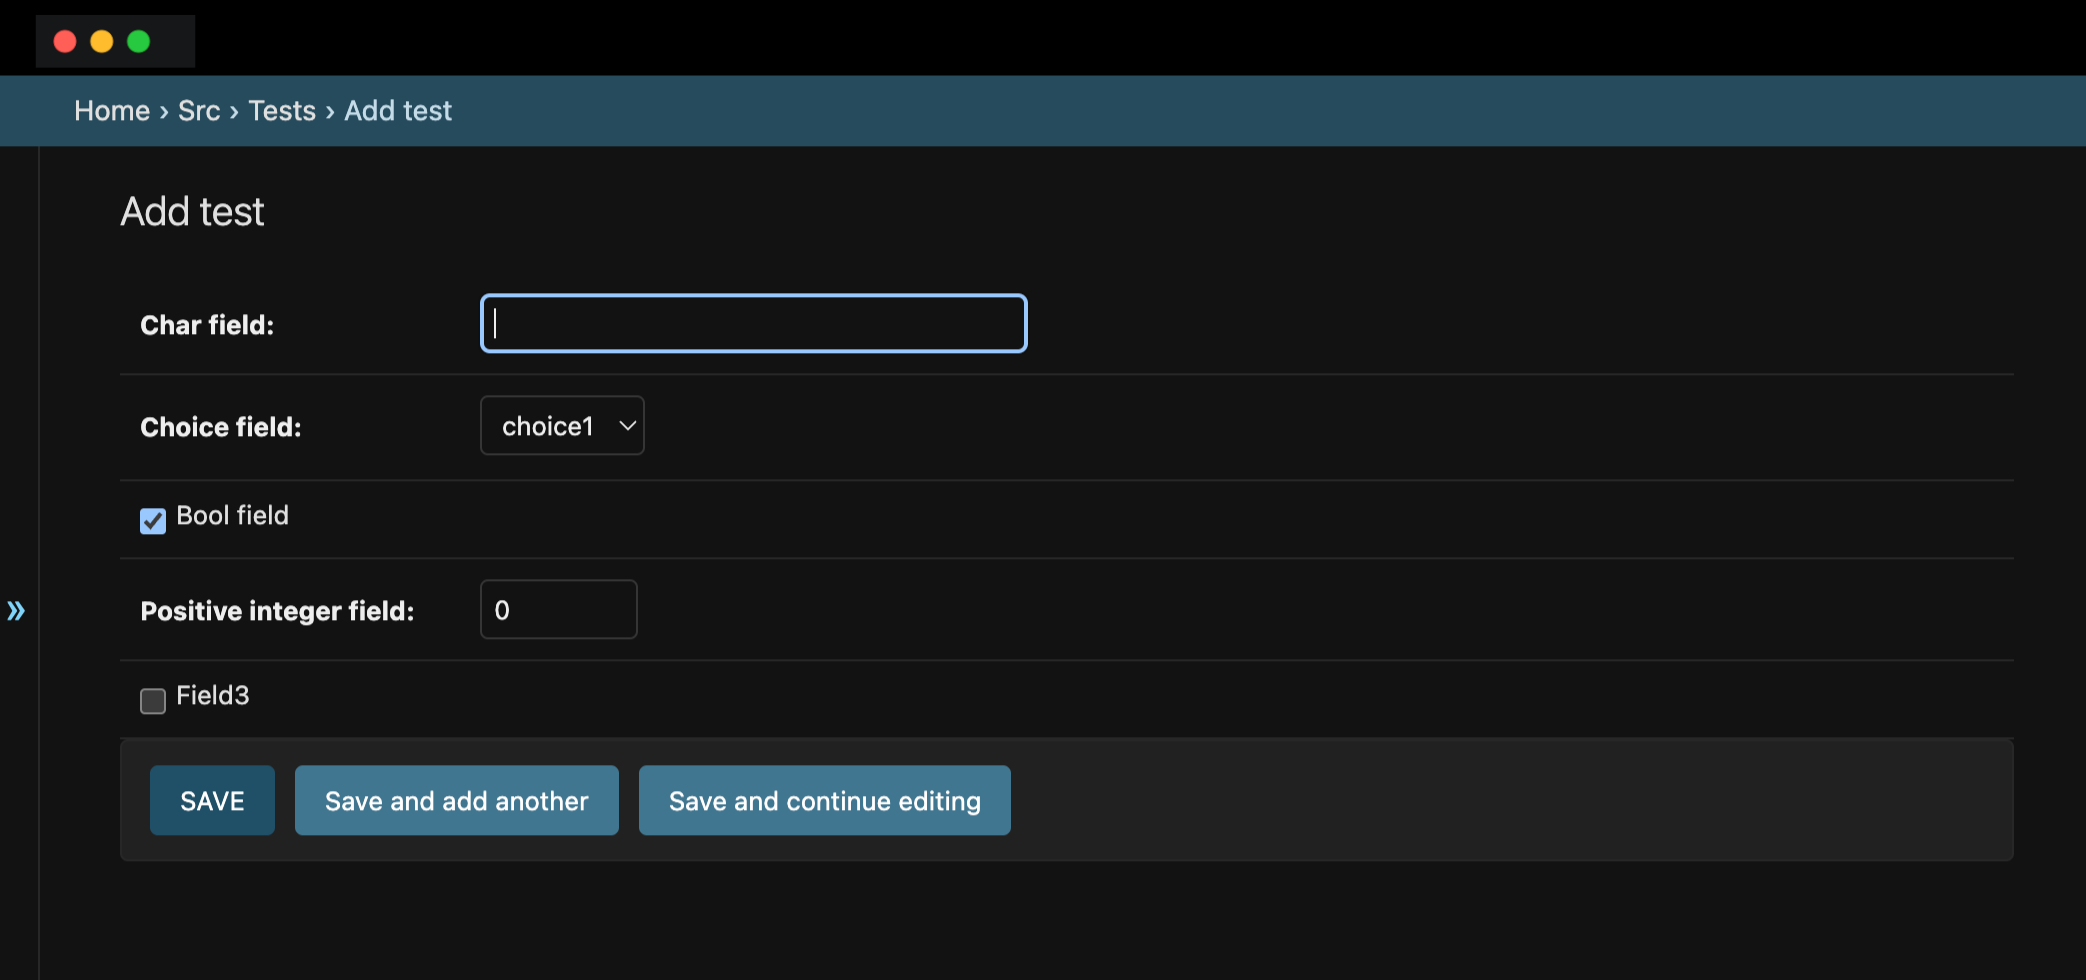 Home › Src › Tests › Add test
Add test
Char field:
Choice field: choice1
Bool field
» Positive integer field: 0
Field3
SAVE Save and add another Save and continue editing